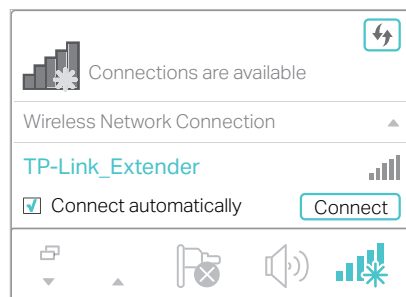 Connections are available
Wireless Network Connection
TP-Link_Extender
Connect automatically
Connect